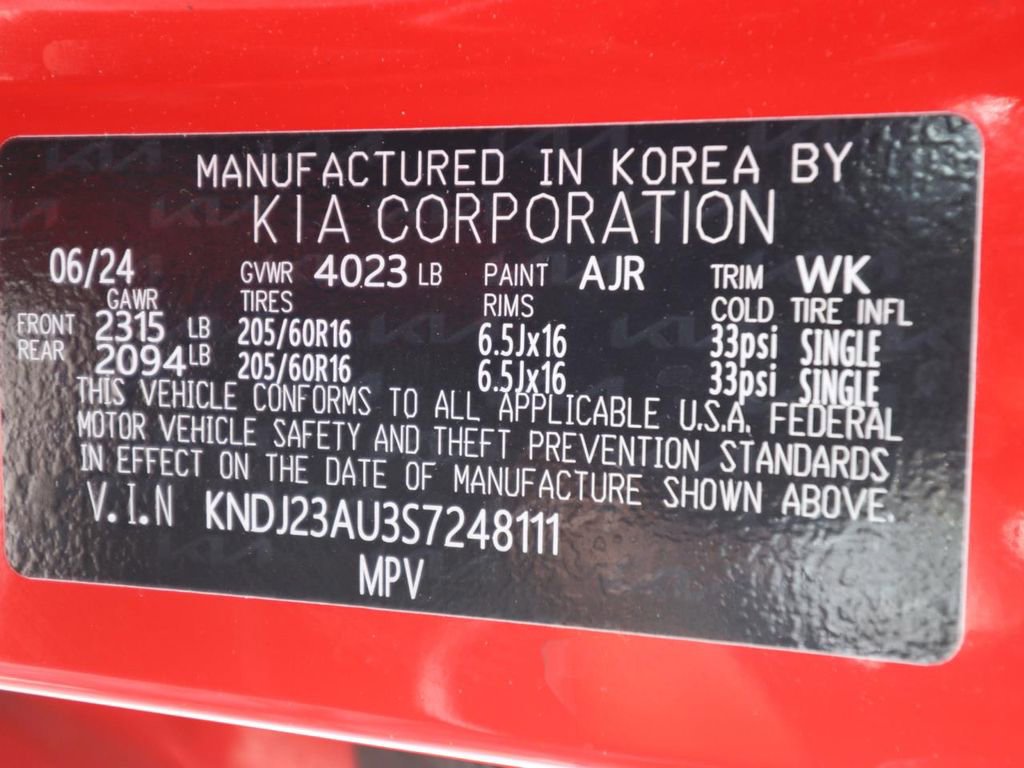 MANUFACTURED IN KOREA BY
KIA CORPORATION
06/24 GVWR 4023 LB PAINT AJR TRIM WK
GAWR TIRES RIMS COLD TIRE INFL
FRONT 2315 LB 205/60R16 6.5Jx16 33psi SINGLE
REAR 2094 LB 205/60R16 6.5Jx16 33psi SINGLE
THIS VEHICLE CONFORMS TO ALL APPLICABLE U.S.A. FEDERAL
MOTOR VEHICLE SAFETY AND THEFT PREVENTION STANDARDS
IN EFFECT ON THE DATE OF MANUFACTURE SHOWN ABOVE.
V.I.N KNDJ23AU3S7248111
MPV